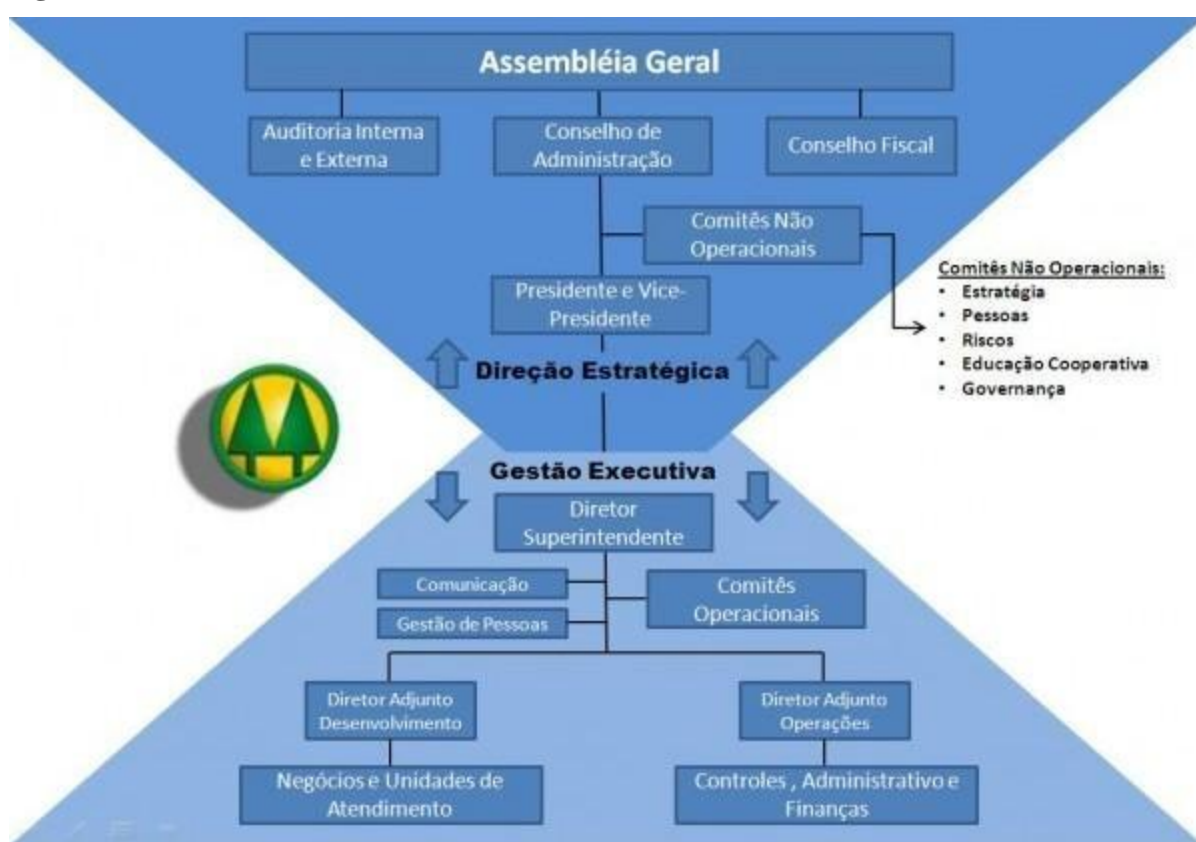 Assembléia Geral
Auditoria Interna
e Externa
Conselho de
Administração
Conselho Fiscal
Comitês Não
Operacionais
Comitês Não Operacionais:
• Estratégia
• Pessoas
• Riscos
• Educação Cooperativa
• Governança
Presidente e Vice-
Presidente
Direção Estratégica
Gestão Executiva
Diretor
Superintendente
Comunicação
Gestão de Pessoas
Comitês
Operacionais
Diretor Adjunto
Desenvolvimento
Diretor Adjunto
Operações
Negócios e Unidades de
Atendimento
Controles , Administrativo e
Finanças